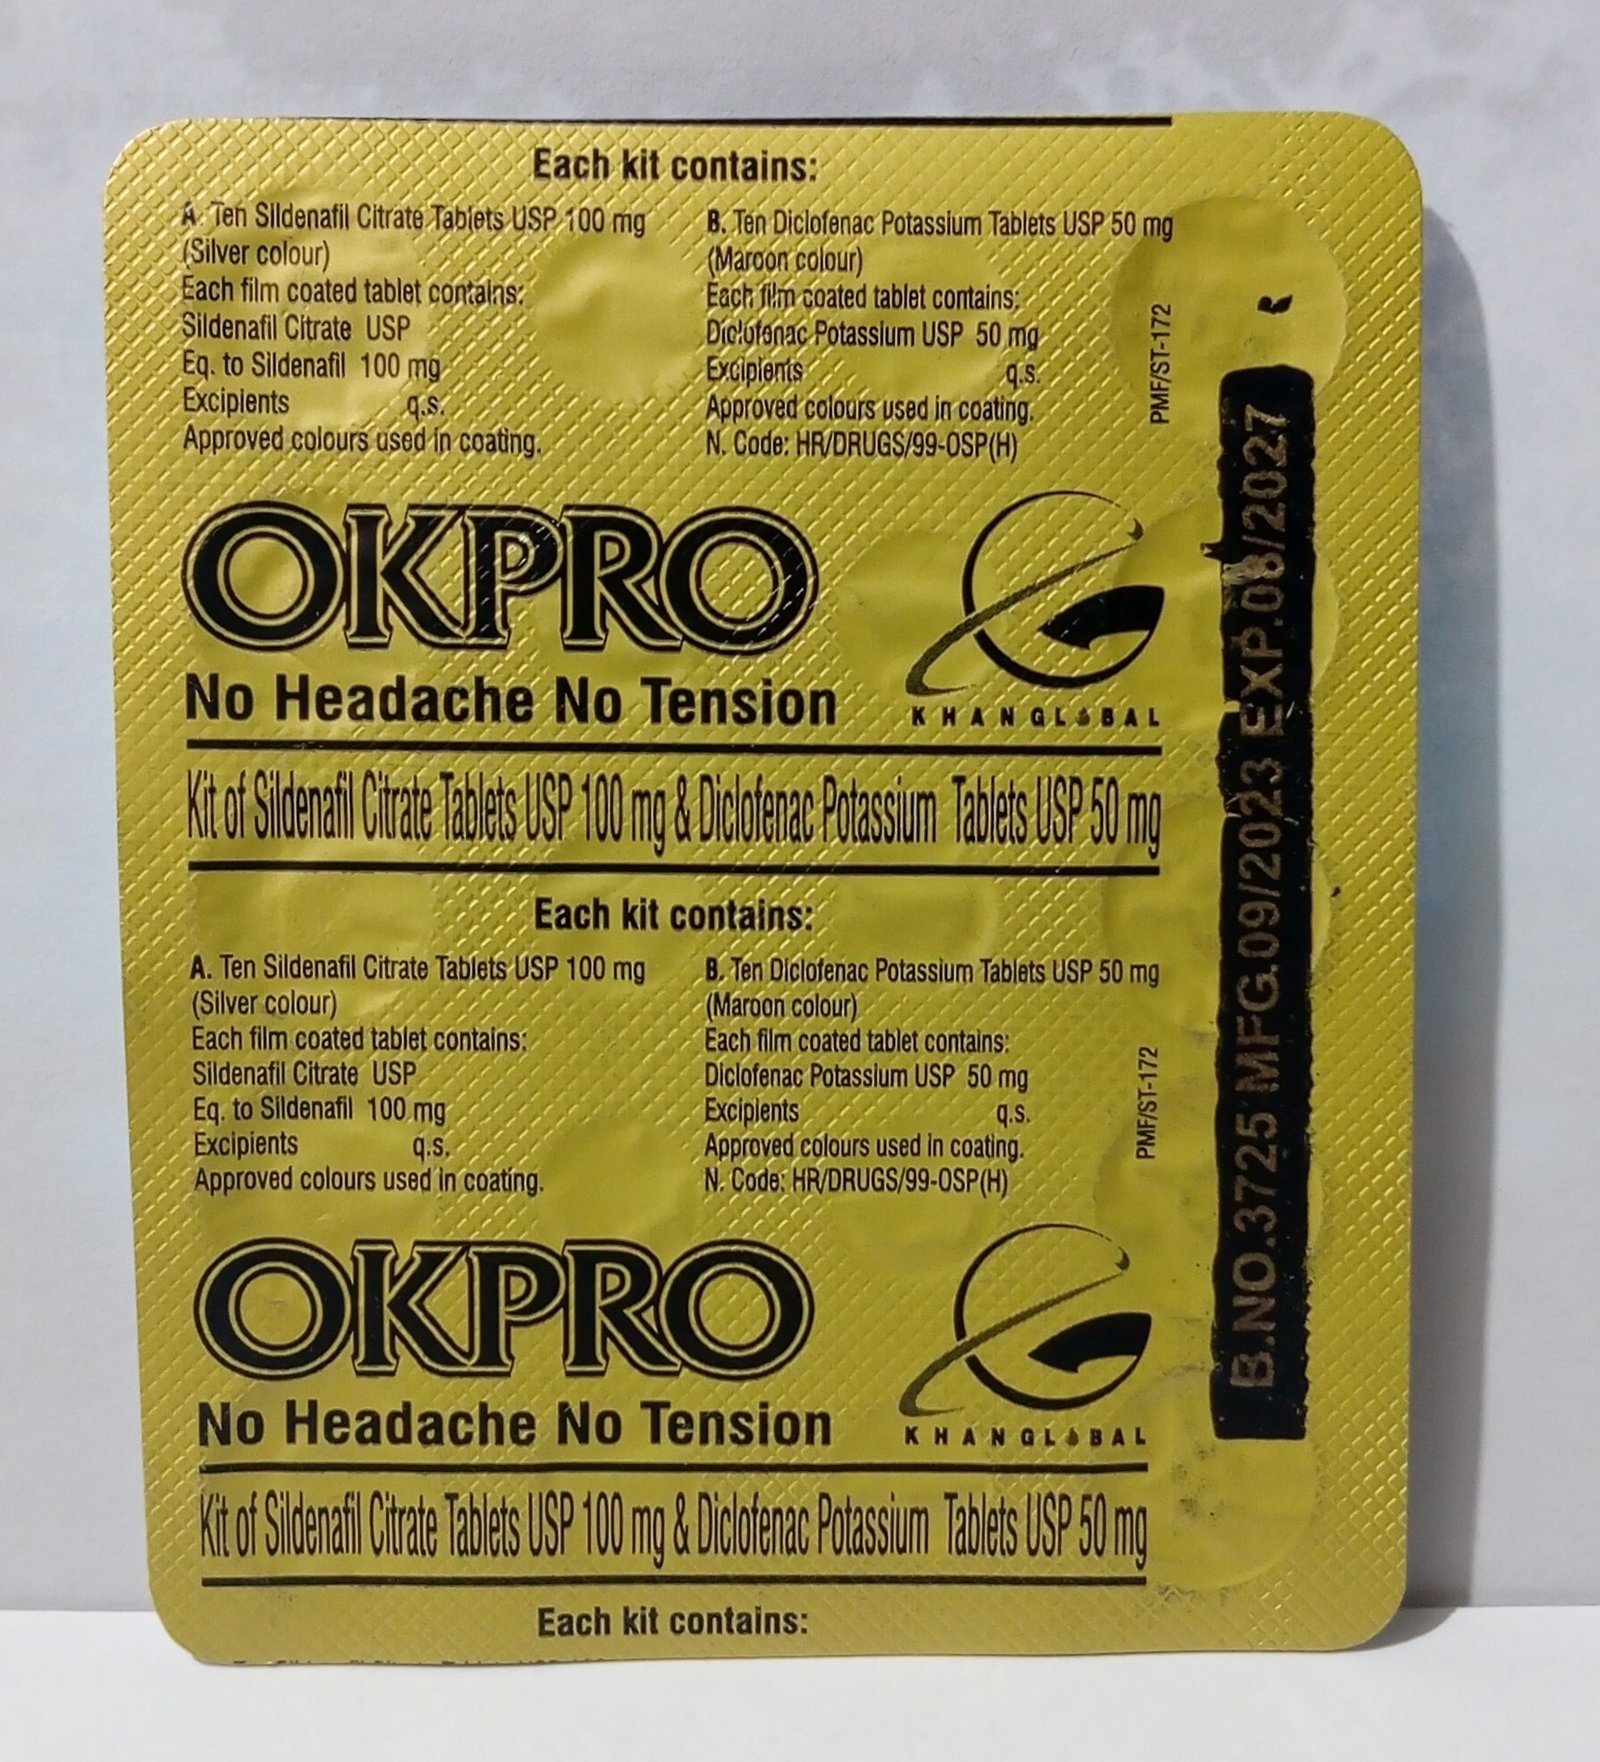 Each kit contains:
A. Ten Sildenafil Citrate Tablets USP 100 mg
(Silver colour)
Each film coated tablet contains:
Sildenafil Citrate USP
Eq. to Sildenafil 100 mg
Excipients q.s.
Approved colours used in coating.
B. Ten Diclofenac Potassium Tablets USP 50 mg
(Maroon colour)
Each film coated tablet contains:
Diclofenac Potassium USP 50 mg
Excipients q.s.
Approved colours used in coating.
N. Code: HR/DRUGS/99-OSP(H)
PMF/ST-172
OKPRO
No Headache No Tension
KHANGLOBAL
Kit of Sildenafil Citrate Tablets USP 100 mg & Diclofenac Potassium Tablets USP 50 mg
Each kit contains:
A. Ten Sildenafil Citrate Tablets USP 100 mg
(Silver colour)
Each film coated tablet contains:
Sildenafil Citrate USP
Eq. to Sildenafil 100 mg
Excipients q.s.
Approved colours used in coating.
B. Ten Diclofenac Potassium Tablets USP 50 mg
(Maroon colour)
Each film coated tablet contains:
Diclofenac Potassium USP 50 mg
Excipients q.s.
Approved colours used in coating.
N. Code: HR/DRUGS/99-OSP(H)
PMF/ST-172
OKPRO
No Headache No Tension
KHANGLOBAL
Kit of Sildenafil Citrate Tablets USP 100 mg & Diclofenac Potassium Tablets USP 50 mg
Each kit contains:
B.NO.3725 MFG.09/2023 EXP.08/2027